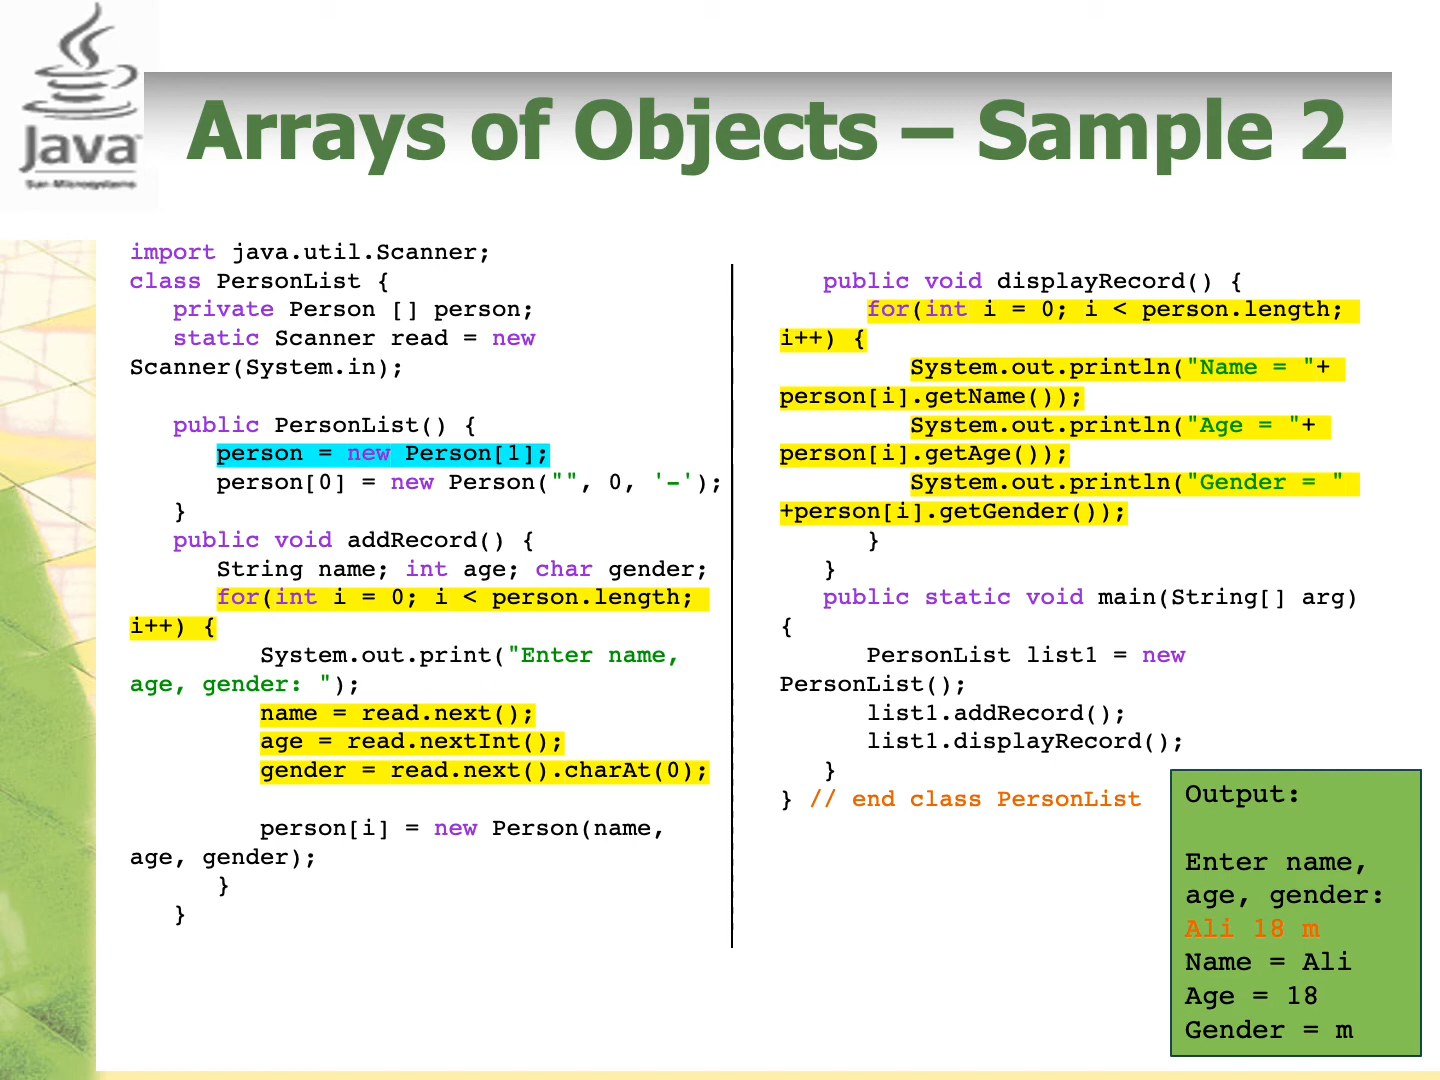 Java
Sun Microsystems
Arrays of Objects – Sample 2
import java.util.Scanner;
class PersonList {
   private Person [] person;
   static Scanner read = new
Scanner(System.in);
   public PersonList() {
      person = new Person[1];
      person[0] = new Person("", 0, '-');
   }
   public void addRecord() {
      String name; int age; char gender;
      for(int i = 0; i < person.length;
i++) {
         System.out.print("Enter name,
age, gender: ");
         name = read.next();
         age = read.nextInt();
         gender = read.next().charAt(0);
         person[i] = new Person(name,
age, gender);
      }
   }
   public void displayRecord() {
      for(int i = 0; i < person.length;
i++) {
         System.out.println("Name = "+
person[i].getName());
         System.out.println("Age = "+
person[i].getAge());
         System.out.println("Gender = "
+person[i].getGender());
      }
   }
   public static void main(String[] arg)
{
      PersonList list1 = new
PersonList();
      list1.addRecord();
      list1.displayRecord();
   }
} // end class PersonList
Output:
Enter name,
age, gender:
Ali 18 m
Name = Ali
Age = 18
Gender = m